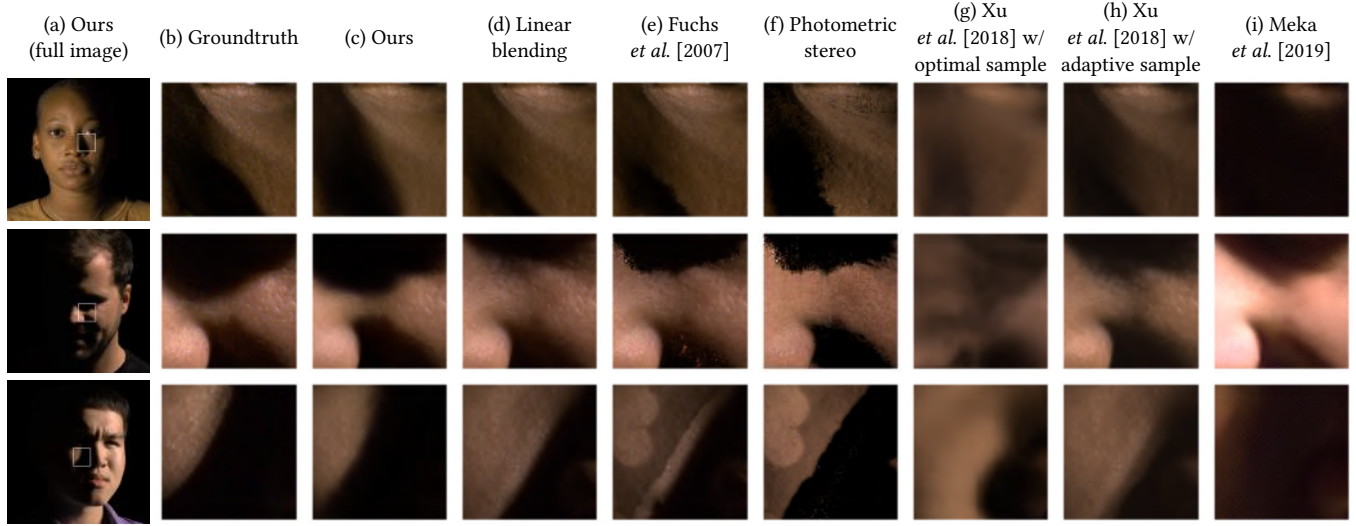 (a) Ours
(full image)
(b) Groundtruth
(c) Ours
(d) Linear
blending
(e) Fuchs
et al. [2007]
(f) Photometric
stereo
(g) Xu
et al. [2018] w/
optimal sample
(h) Xu
et al. [2018] w/
adaptive sample
(i) Meka
et al. [2019]